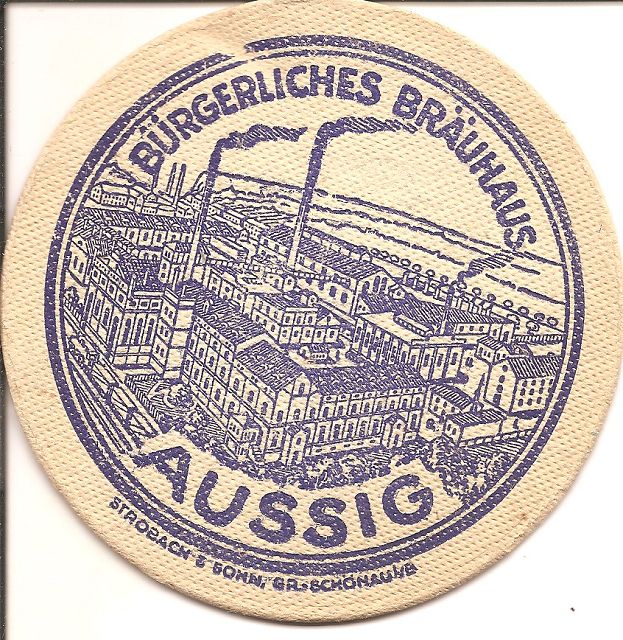 BÜRGERLICHES BRÄUHAUS
AUSSIG
STROBACH & SOHN, GR.-SCHÖNAU i/B